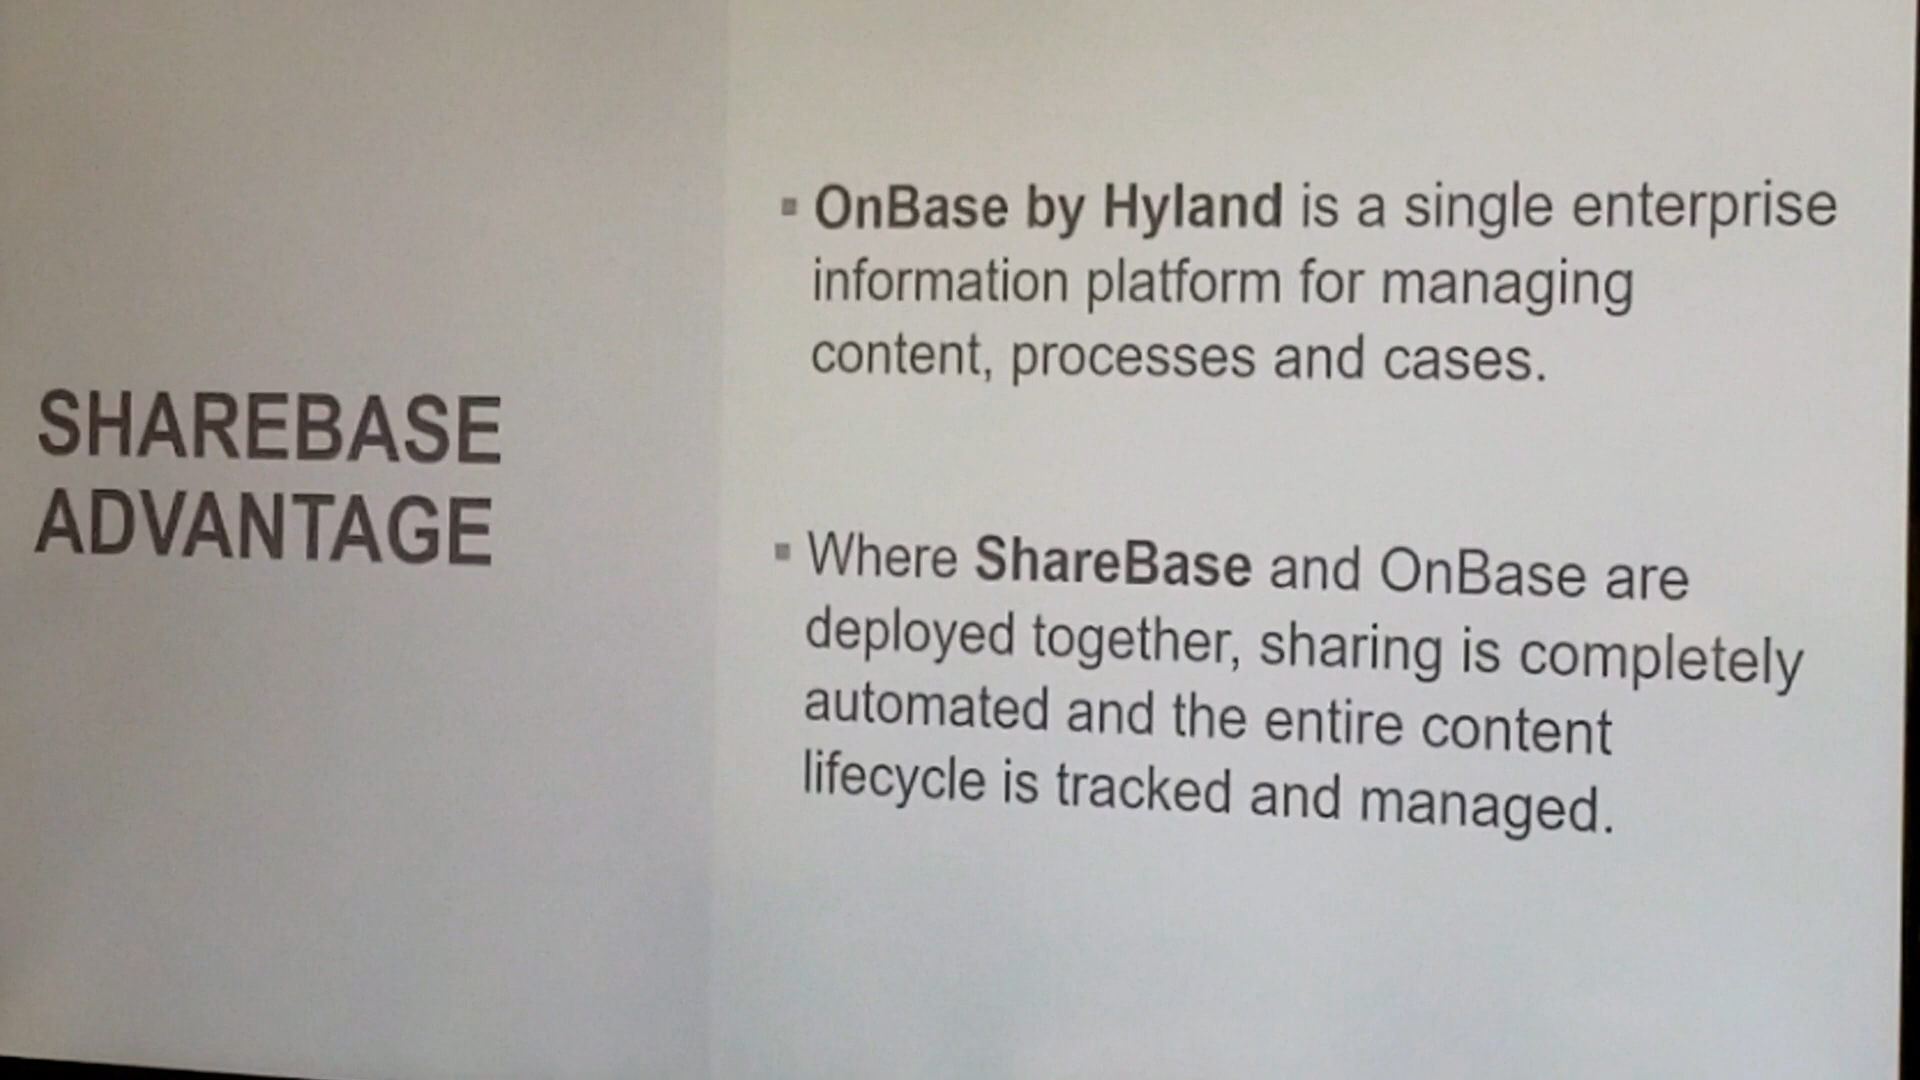 SHAREBASE
ADVANTAGE
▪ OnBase by Hyland is a single enterprise
information platform for managing
content, processes and cases.
▪ Where ShareBase and OnBase are
deployed together, sharing is completely
automated and the entire content
lifecycle is tracked and managed.